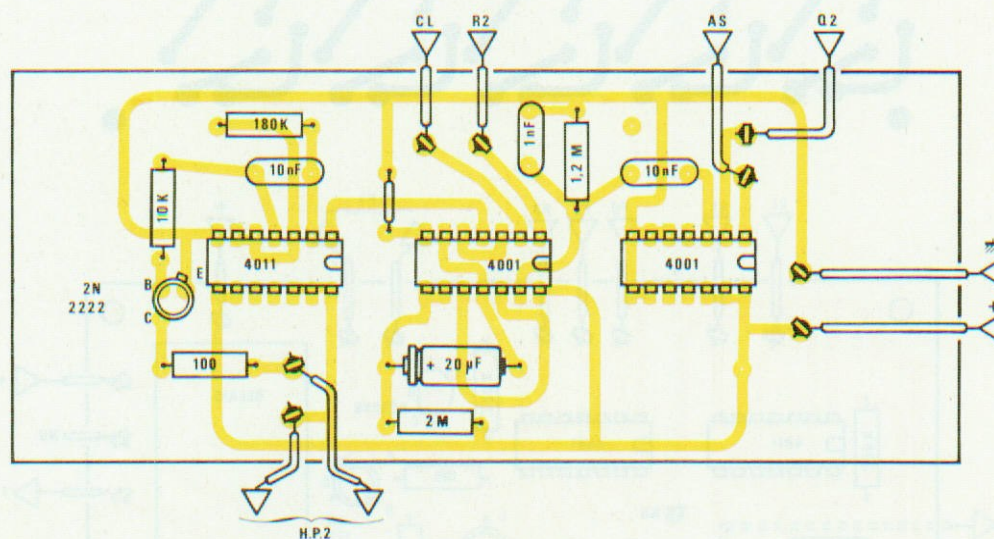 CL R2 AS Q2
180K
10nF
1nF
1,2 M
10nF
10K
4011
4001
4001
E
B
C
2N
2222
+
100
+ 20µF
2M
H.P.2